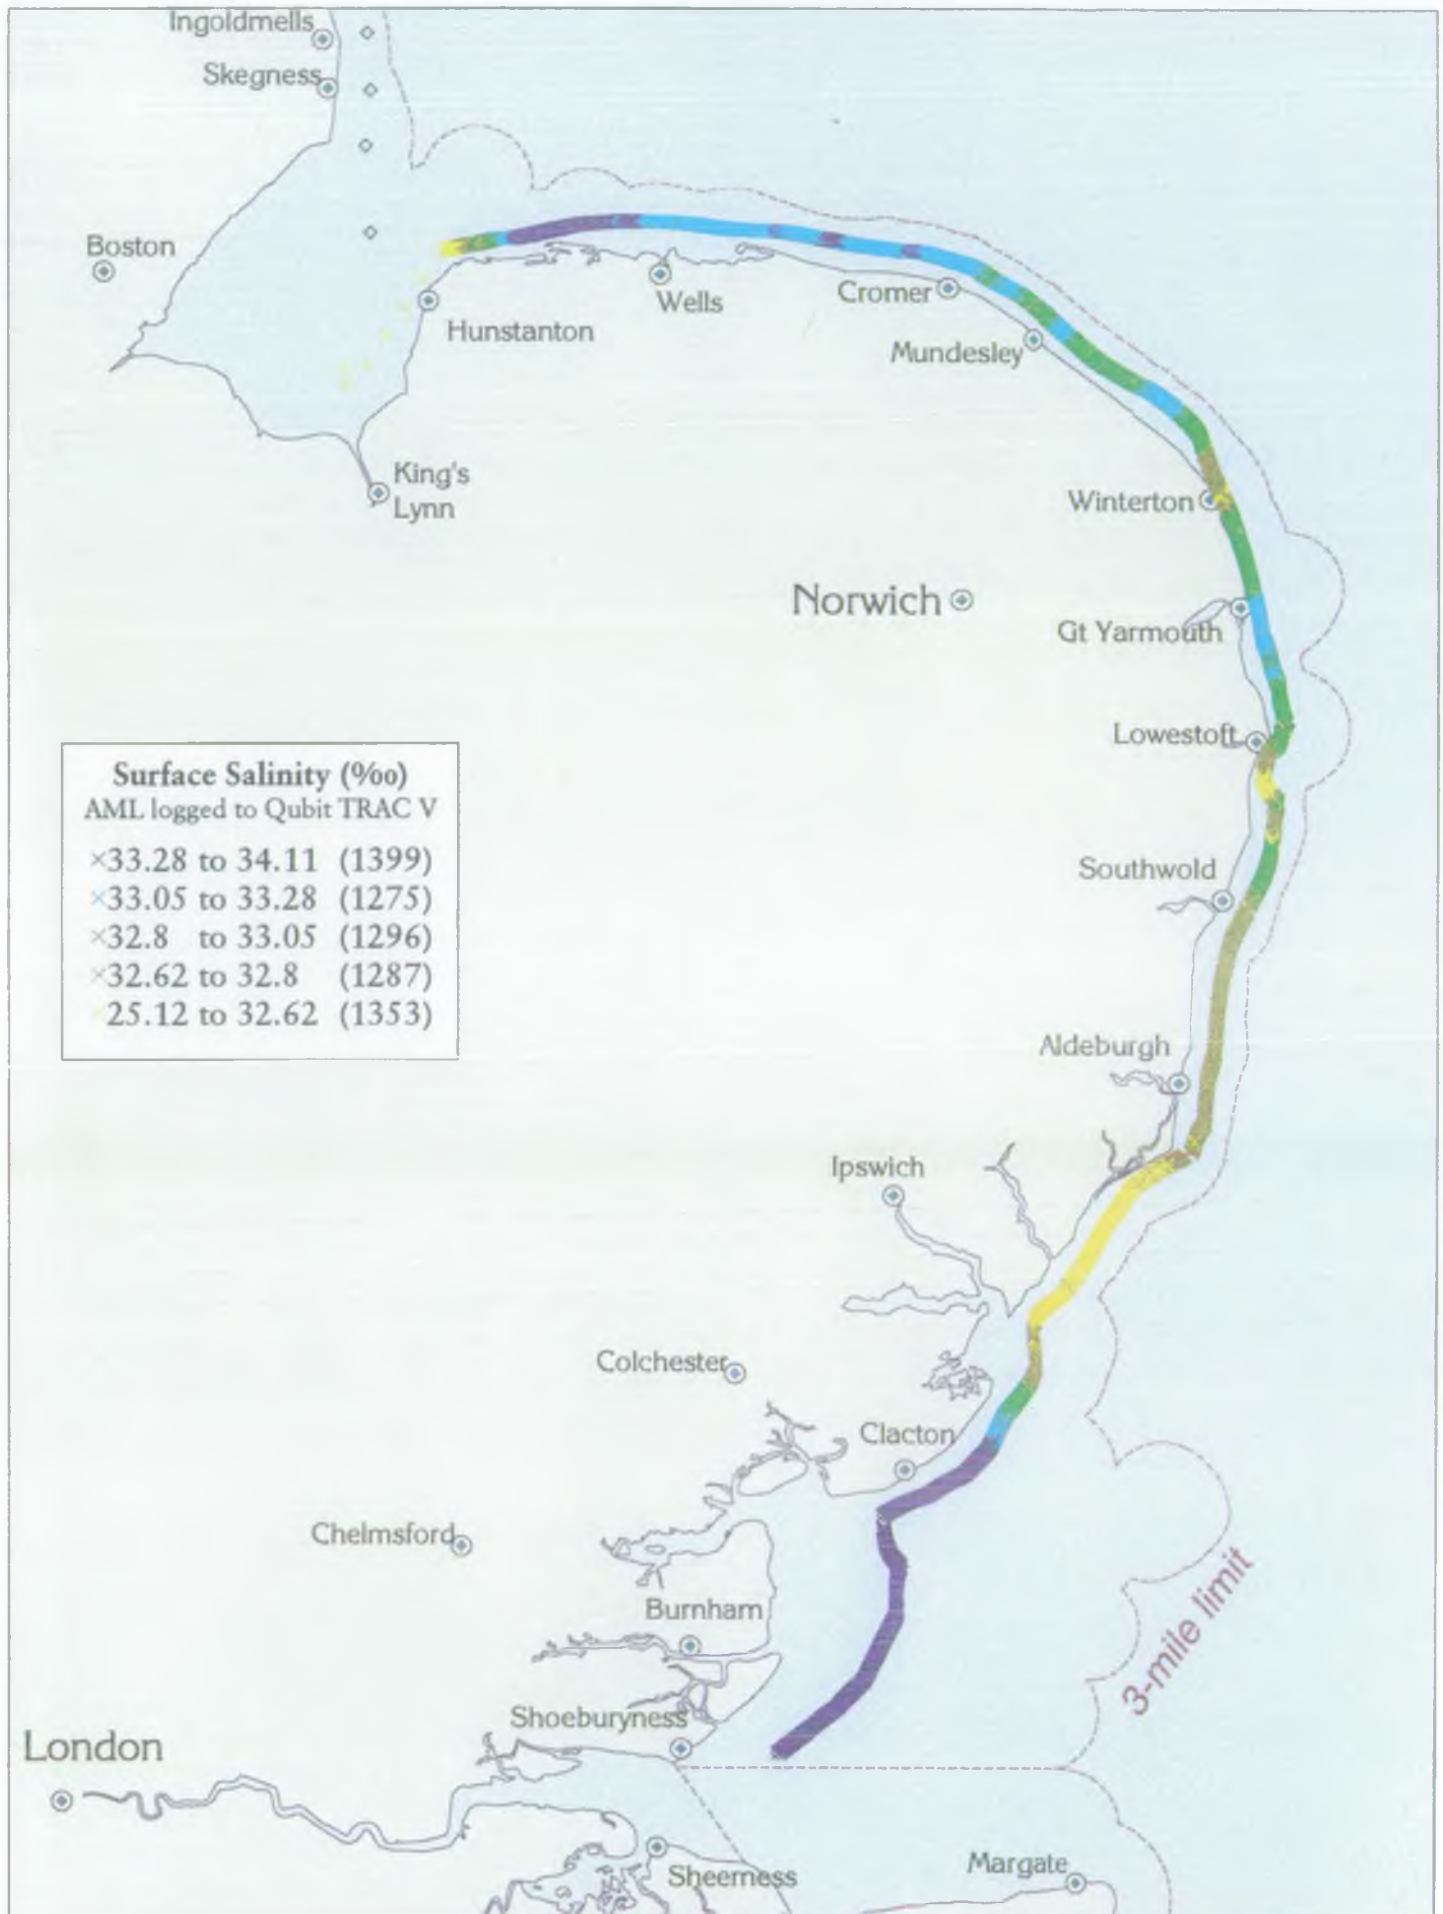 Ingoldmells
Skegness
Boston
Wells
Cromer
Hunstanton
Mundesley
King's
Lynn
Winterton
Norwich
Gt Yarmouth
Lowestoft
Surface Salinity (‰)
AML logged to Qubit TRAC V
×33.28 to 34.11 (1399)
×33.05 to 33.28 (1275)
×32.8 to 33.05 (1296)
×32.62 to 32.8 (1287)
×25.12 to 32.62 (1353)
Southwold
Aldeburgh
Ipswich
Colchester
Clacton
Chelmsford
Burnham
3-mile limit
Shoeburyness
London
Sheerness
Margate